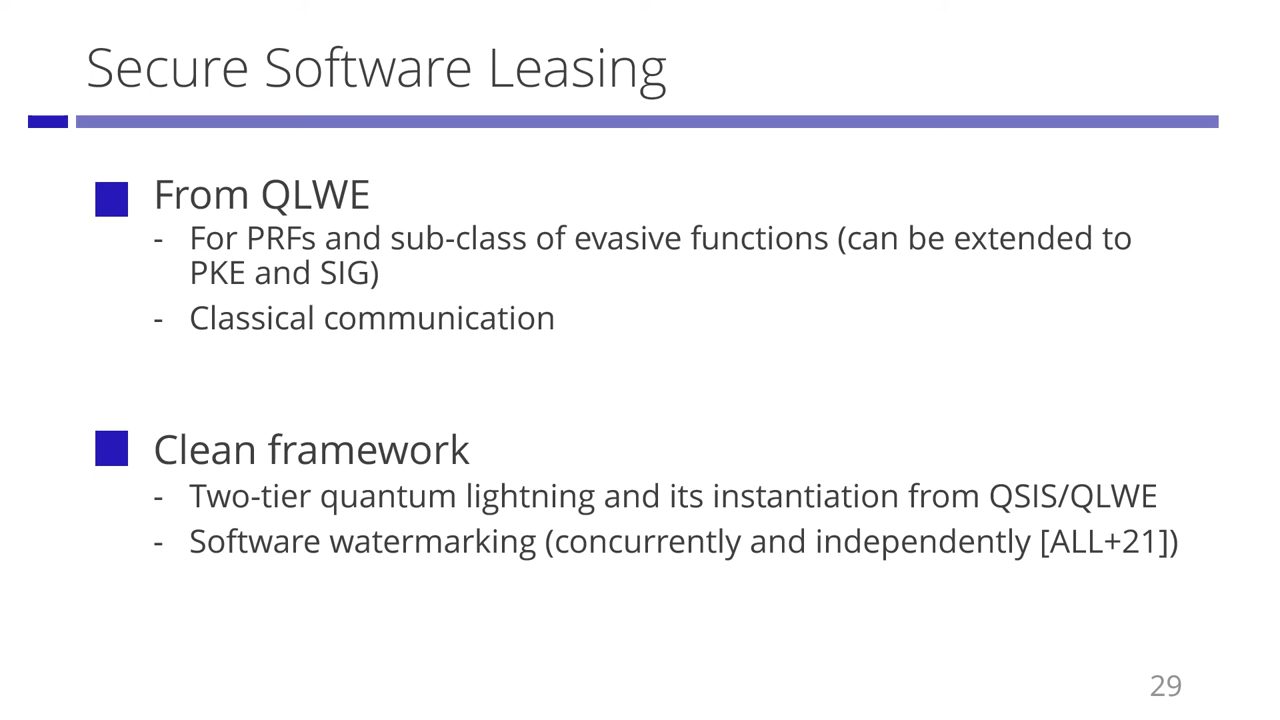 Secure Software Leasing
From QLWE
- For PRFs and sub-class of evasive functions (can be extended to
PKE and SIG)
- Classical communication
Clean framework
- Two-tier quantum lightning and its instantiation from QSIS/QLWE
- Software watermarking (concurrently and independently [ALL+21])
29